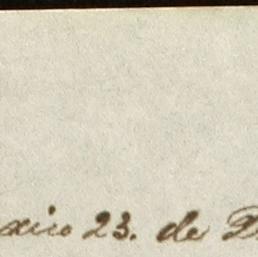 xico 23. de D